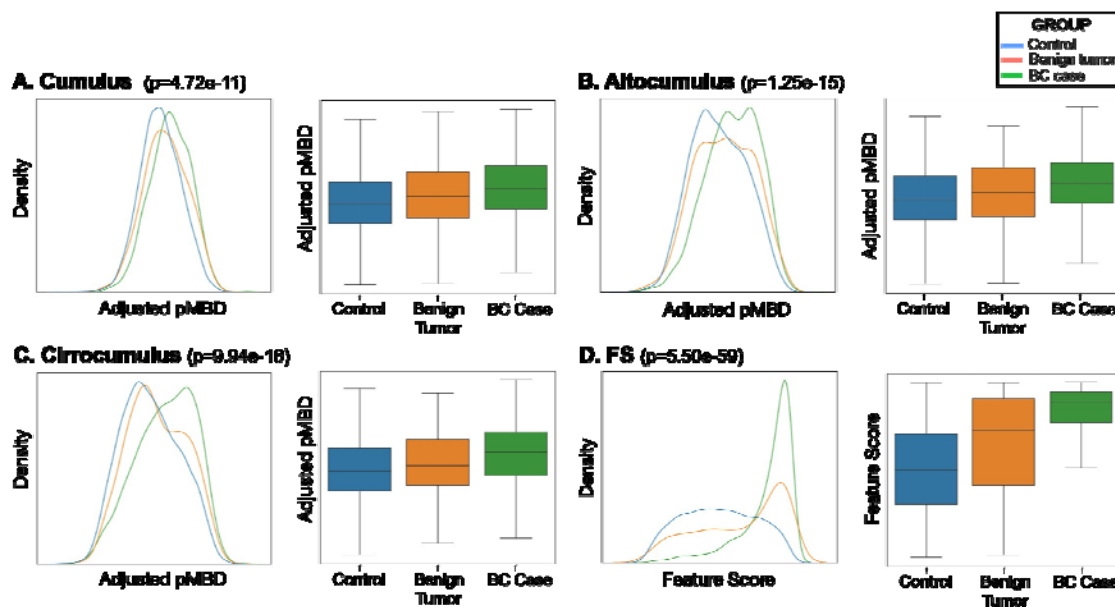 GROUP
Control
Benign tumor
BC case
A. Cumulus (p=4.72e-11)
Density
Adjusted pMBD
Adjusted pMBD
Control
Benign
Tumor
BC Case
B. Altocumulus (p=1.25e-15)
Density
Adjusted pMBD
Adjusted pMBD
Control
Benign
Tumor
BC Case
C. Cirrocumulus (p=9.94e-16)
Density
Adjusted pMBD
Adjusted pMBD
Control
Benign
Tumor
BC Case
D. FS (p=5.50e-59)
Density
Feature Score
Feature Score
Control
Benign
Tumor
BC Case